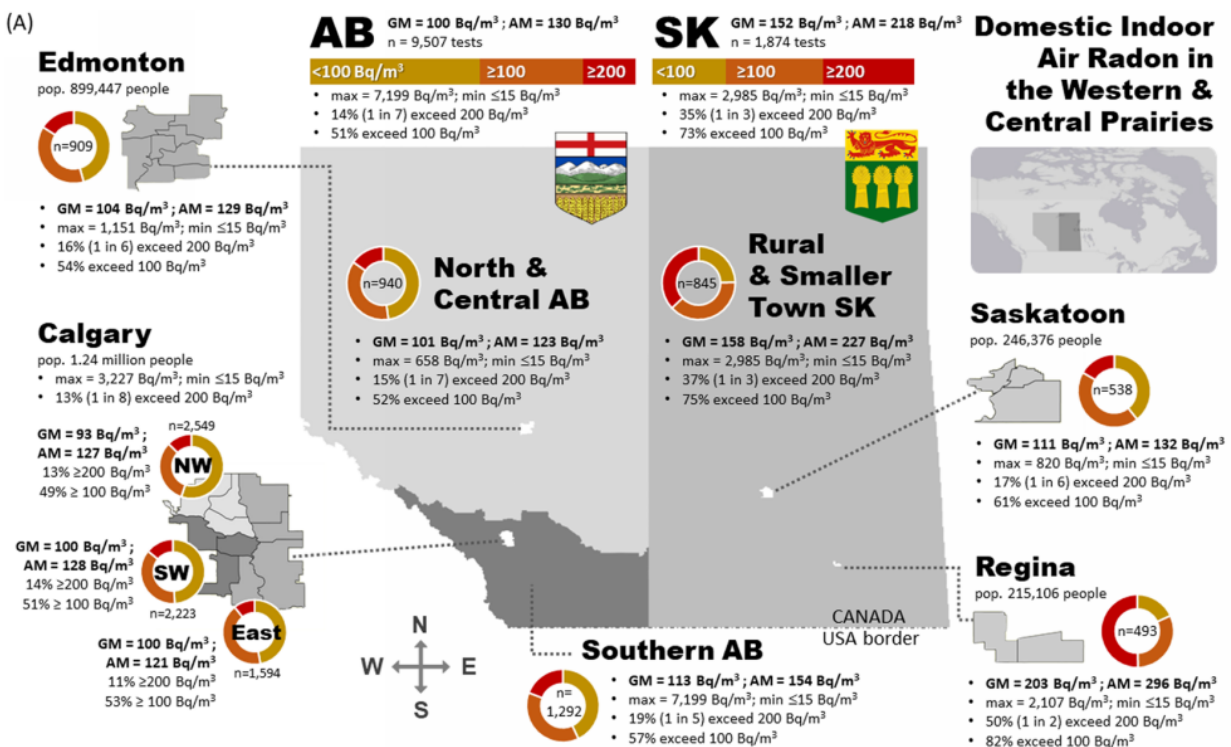 (A)
Edmonton
pop. 899,447 people
n=909
• GM = 104 Bq/m³ ; AM = 129 Bq/m³
• max = 1,151 Bq/m³; min ≤15 Bq/m³
• 16% (1 in 6) exceed 200 Bq/m³
• 54% exceed 100 Bq/m³
Calgary
pop. 1.24 million people
• max = 3,227 Bq/m³; min ≤15 Bq/m³
• 13% (1 in 8) exceed 200 Bq/m³
n=2,549
NW
GM = 93 Bq/m³ ;
AM = 127 Bq/m³
13% ≥200 Bq/m³
49% ≥ 100 Bq/m³
GM = 100 Bq/m³ ;
AM = 128 Bq/m³
14% ≥200 Bq/m³
51% ≥ 100 Bq/m³
SW
n=2,223
East
n=1,594
GM = 100 Bq/m³ ;
AM = 121 Bq/m³
11% ≥200 Bq/m³
53% ≥ 100 Bq/m³
AB
GM = 100 Bq/m³ ; AM = 130 Bq/m³
n = 9,507 tests
<100 Bq/m³ ≥100 ≥200
• max = 7,199 Bq/m³; min ≤15 Bq/m³
• 14% (1 in 7) exceed 200 Bq/m³
• 51% exceed 100 Bq/m³
SK
GM = 152 Bq/m³ ; AM = 218 Bq/m³
n = 1,874 tests
<100 ≥100 ≥200
• max = 2,985 Bq/m³; min ≤15 Bq/m³
• 35% (1 in 3) exceed 200 Bq/m³
• 73% exceed 100 Bq/m³
Domestic Indoor
Air Radon in
the Western &
Central Prairies
n=940
North &
Central AB
• GM = 101 Bq/m³ ; AM = 123 Bq/m³
• max = 658 Bq/m³; min ≤15 Bq/m³
• 15% (1 in 7) exceed 200 Bq/m³
• 52% exceed 100 Bq/m³
n=845
Rural
& Smaller
Town SK
• GM = 158 Bq/m³ ; AM = 227 Bq/m³
• max = 2,985 Bq/m³; min ≤15 Bq/m³
• 37% (1 in 3) exceed 200 Bq/m³
• 75% exceed 100 Bq/m³
Saskatoon
pop. 246,376 people
n=538
• GM = 111 Bq/m³ ; AM = 132 Bq/m³
• max = 820 Bq/m³; min ≤15 Bq/m³
• 17% (1 in 6) exceed 200 Bq/m³
• 61% exceed 100 Bq/m³
Regina
pop. 215,106 people
n=493
• GM = 203 Bq/m³ ; AM = 296 Bq/m³
• max = 2,107 Bq/m³; min ≤15 Bq/m³
• 50% (1 in 2) exceed 200 Bq/m³
• 82% exceed 100 Bq/m³
CANADA
USA border
N
W E
S
Southern AB
n=
1,292
• GM = 113 Bq/m³ ; AM = 154 Bq/m³
• max = 7,199 Bq/m³; min ≤15 Bq/m³
• 19% (1 in 5) exceed 200 Bq/m³
• 57% exceed 100 Bq/m³